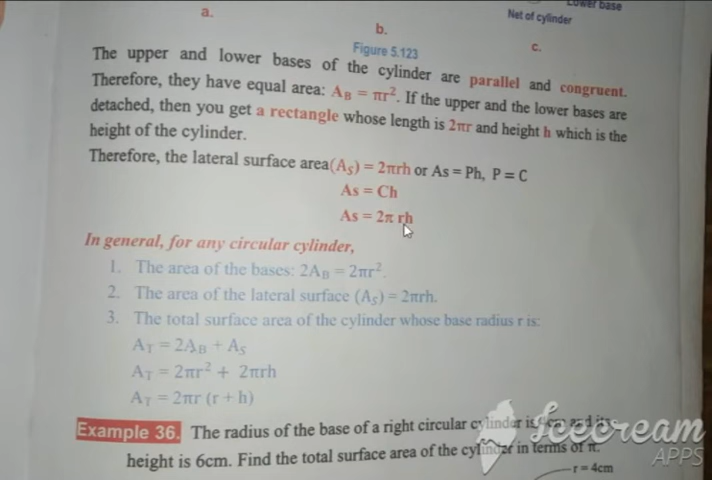 a.
b.
Lower base
Net of cylinder
c.
Figure 5.123
The upper and lower bases of the cylinder are parallel and congruent.
Therefore, they have equal area: A_B = πr². If the upper and the lower bases are
detached, then you get a rectangle whose length is 2πr and height h which is the
height of the cylinder.
Therefore, the lateral surface area(A_S) = 2πrh or As = Ph, P = C
As = Ch
As = 2π rh
In general, for any circular cylinder,
1. The area of the bases: 2A_B = 2πr².
2. The area of the lateral surface (A_S) = 2πrh.
3. The total surface area of the cylinder whose base radius r is:
A_T = 2A_B + A_S
A_T = 2πr² + 2πrh
A_T = 2πr (r + h)
Example 36. The radius of the base of a right circular cylinder is and its
height is 6cm. Find the total surface area of the cylinder in terms of π.
r = 4cm
Icecream
APPS